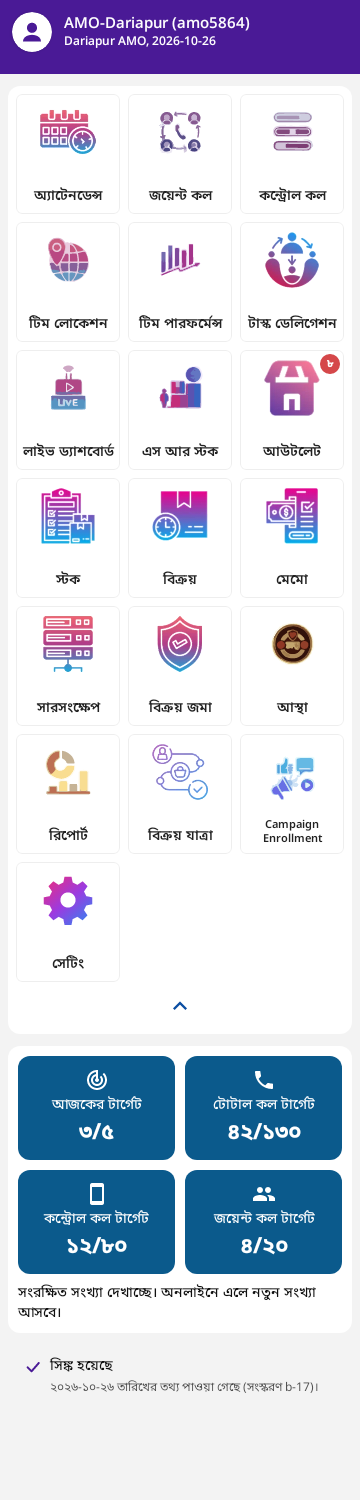 AMO-Dariapur (amo5864)
Dariapur AMO, 2026-10-26
অ্যাটেনডেন্স
জয়েন্ট কল
কন্ট্রোল কল
টিম লোকেশন
টিম পারফর্মেন্স
টাস্ক ডেলিগেশন
LIVE
৮
লাইভ ড্যাশবোর্ড
এস আর স্টক
আউটলেট
স্টক
বিক্রয়
মেমো
সারসংক্ষেপ
বিক্রয় জমা
আস্থা
রিপোর্ট
বিক্রয় যাত্রা
Campaign
Enrollment
সেটিং
আজকের টার্গেট
৩/৫
টোটাল কল টার্গেট
৪২/১৩০
কন্ট্রোল কল টার্গেট
১২/৮০
জয়েন্ট কল টার্গেট
৪/২০
সংরক্ষিত সংখ্যা দেখাচ্ছে। অনলাইনে এলে নতুন সংখ্যা
আসবে।
সিঙ্ক হয়েছে
২০২৬-১০-২৬ তারিখের তথ্য পাওয়া গেছে (সংস্করণ b-17)।